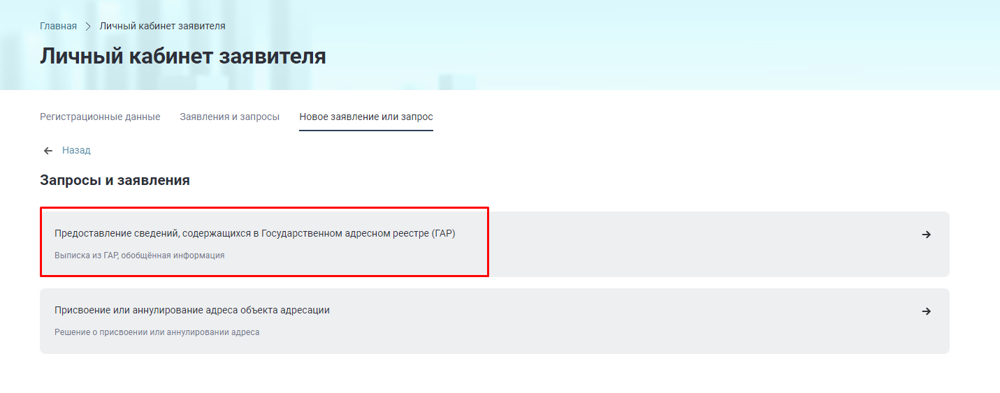 Главная > Личный кабинет заявителя
Личный кабинет заявителя
Регистрационные данные Заявления и запросы Новое заявление или запрос
← Назад
Запросы и заявления
Предоставление сведений, содержащихся в Государственном адресном реестре (ГАР) →
Выписка из ГАР, обобщённая информация
Присвоение или аннулирование адреса объекта адресации →
Решение о присвоении или аннулировании адреса